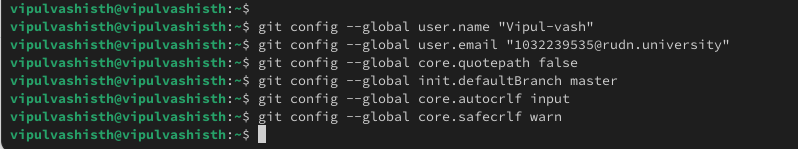 vipulvashisth@vipulvashisth:~$
vipulvashisth@vipulvashisth:~$ git config --global user.name "Vipul-vash"
vipulvashisth@vipulvashisth:~$ git config --global user.email "1032239535@rudn.university"
vipulvashisth@vipulvashisth:~$ git config --global core.quotepath false
vipulvashisth@vipulvashisth:~$ git config --global init.defaultBranch master
vipulvashisth@vipulvashisth:~$ git config --global core.autocrlf input
vipulvashisth@vipulvashisth:~$ git config --global core.safecrlf warn
vipulvashisth@vipulvashisth:~$